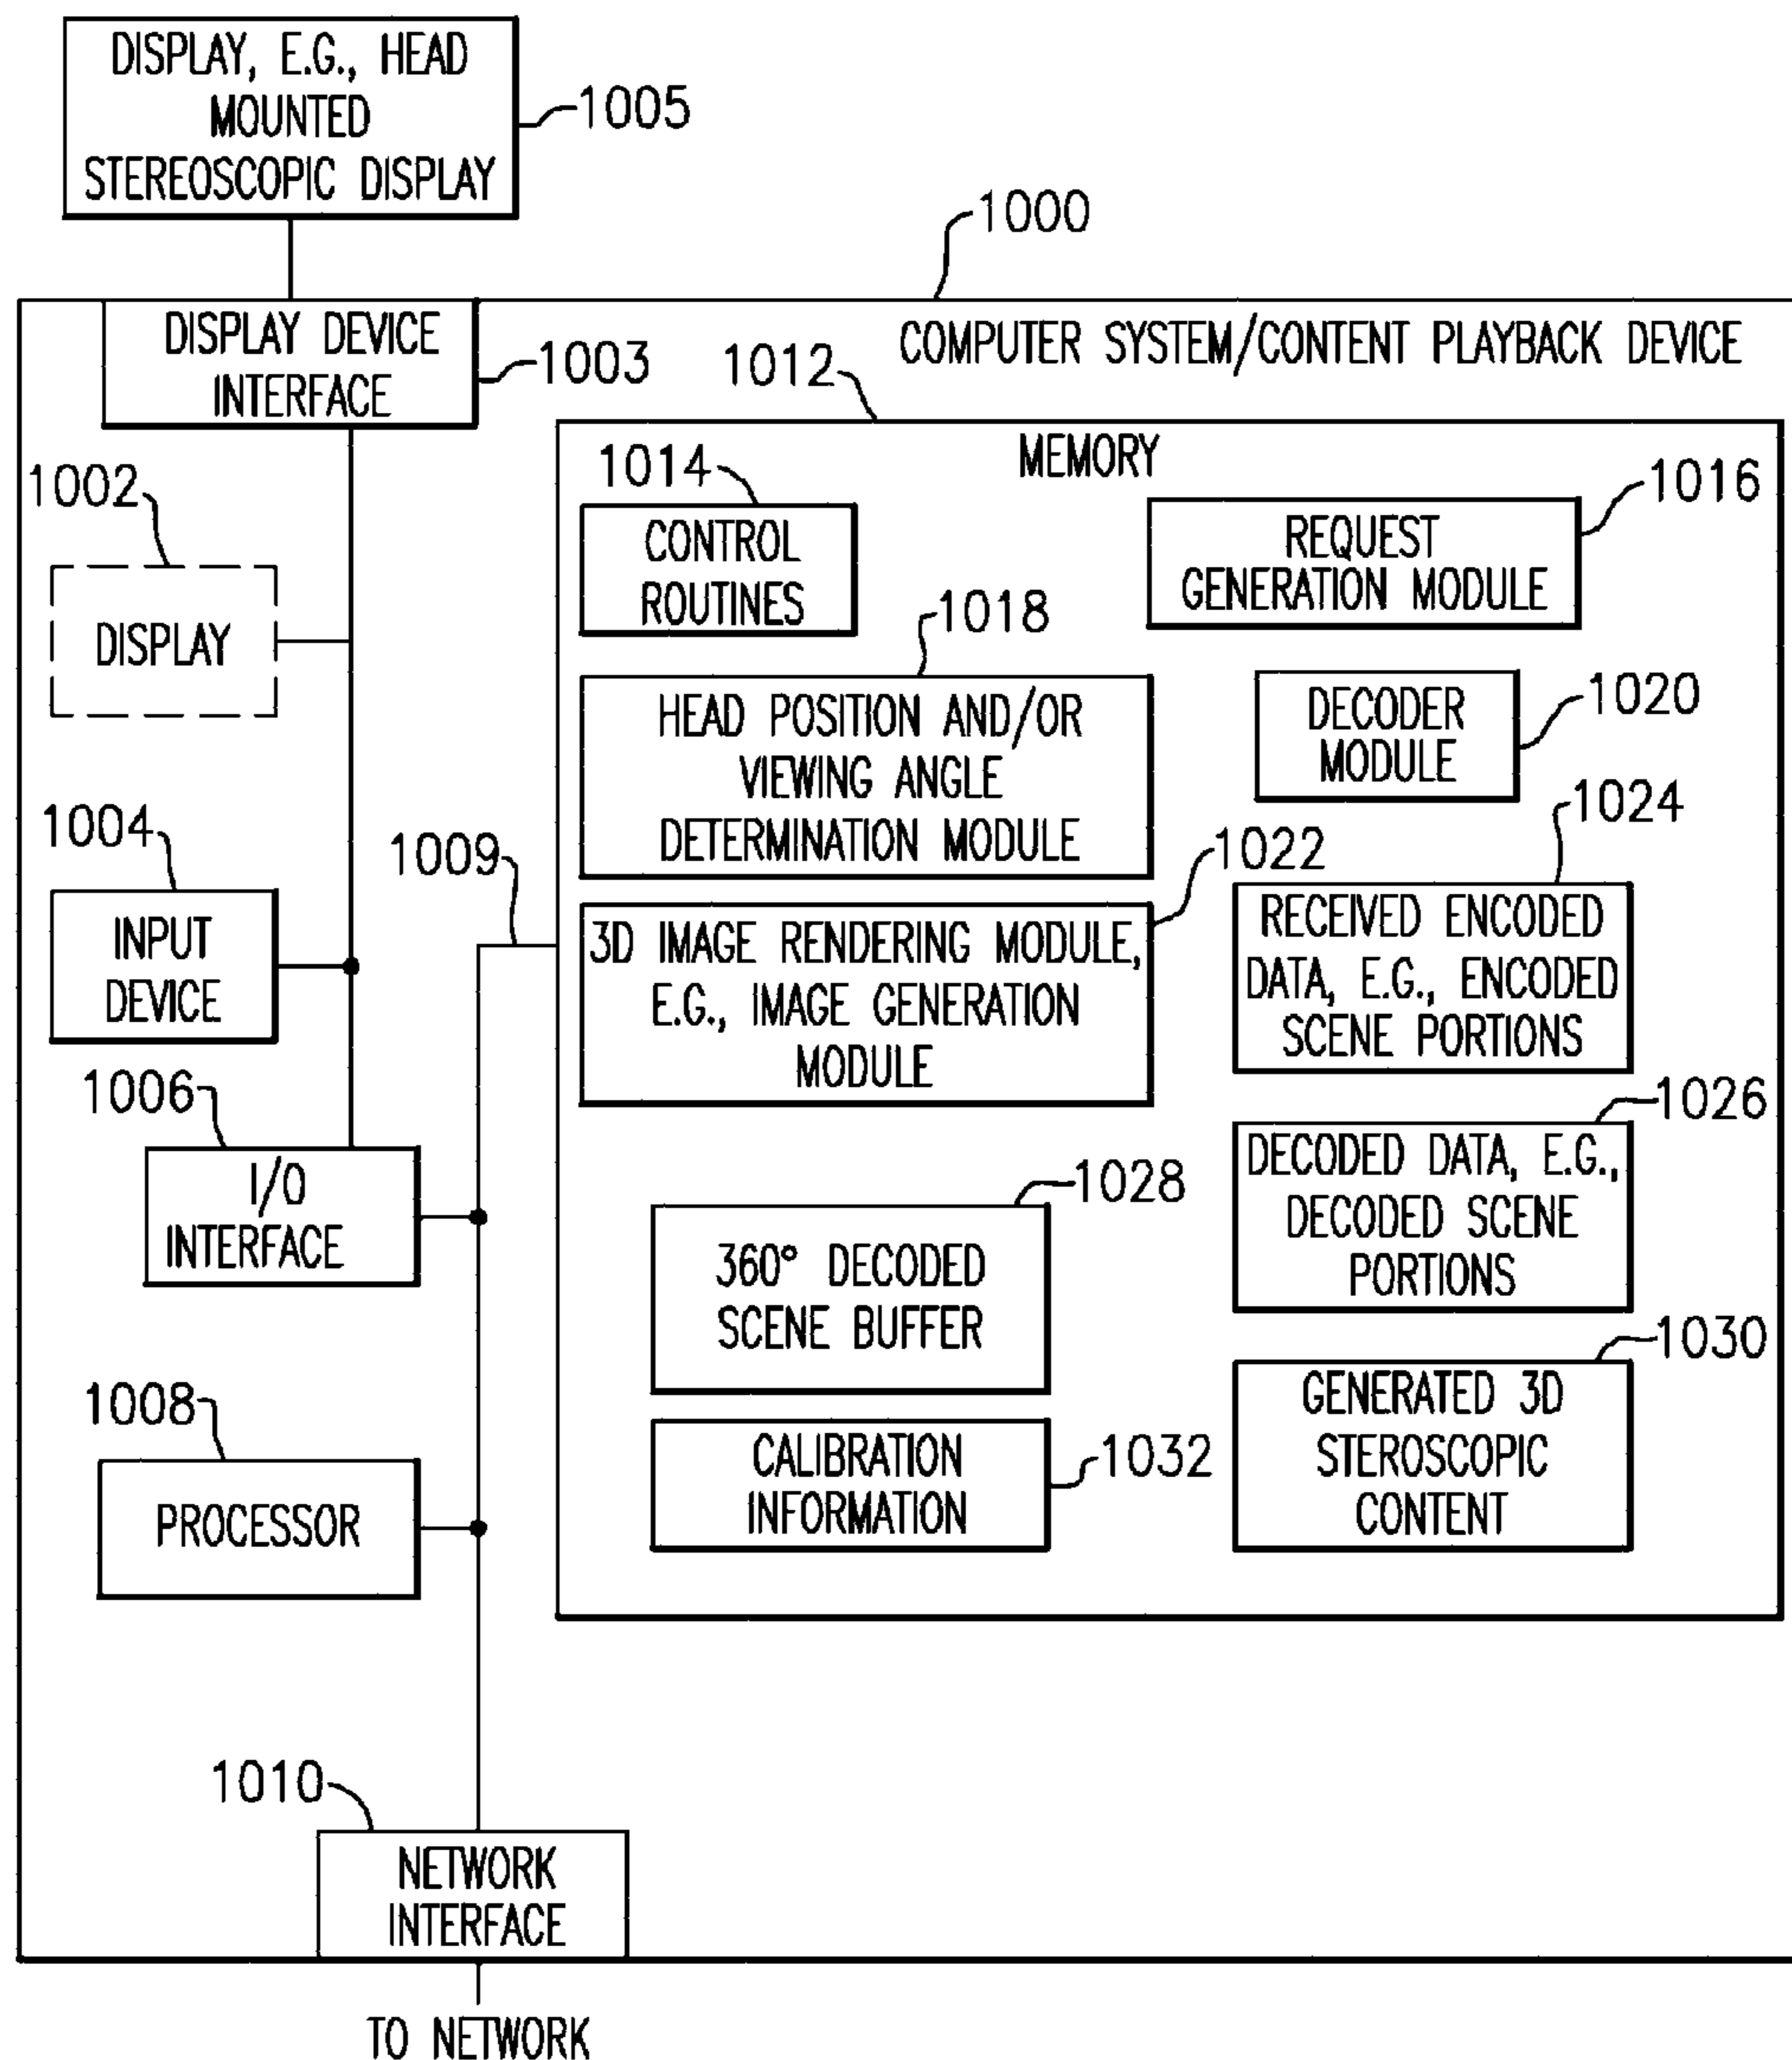 DISPLAY, E.G., HEAD
MOUNTED
STEREOSCOPIC DISPLAY
1005
1000
DISPLAY DEVICE
INTERFACE
1003
COMPUTER SYSTEM/CONTENT PLAYBACK DEVICE
1012
MEMORY
1002
DISPLAY
1014
CONTROL
ROUTINES
1016
REQUEST
GENERATION MODULE
1018
HEAD POSITION AND/OR
VIEWING ANGLE
DETERMINATION MODULE
1020
DECODER
MODULE
1004
INPUT
DEVICE
1009
1022
3D IMAGE RENDERING MODULE,
E.G., IMAGE GENERATION
MODULE
1024
RECEIVED ENCODED
DATA, E.G., ENCODED
SCENE PORTIONS
1006
I/O
INTERFACE
1026
DECODED DATA, E.G.,
DECODED SCENE
PORTIONS
1028
360° DECODED
SCENE BUFFER
1030
GENERATED 3D
STEROSCOPIC
CONTENT
1008
PROCESSOR
1032
CALIBRATION
INFORMATION
1010
NETWORK
INTERFACE
TO NETWORK